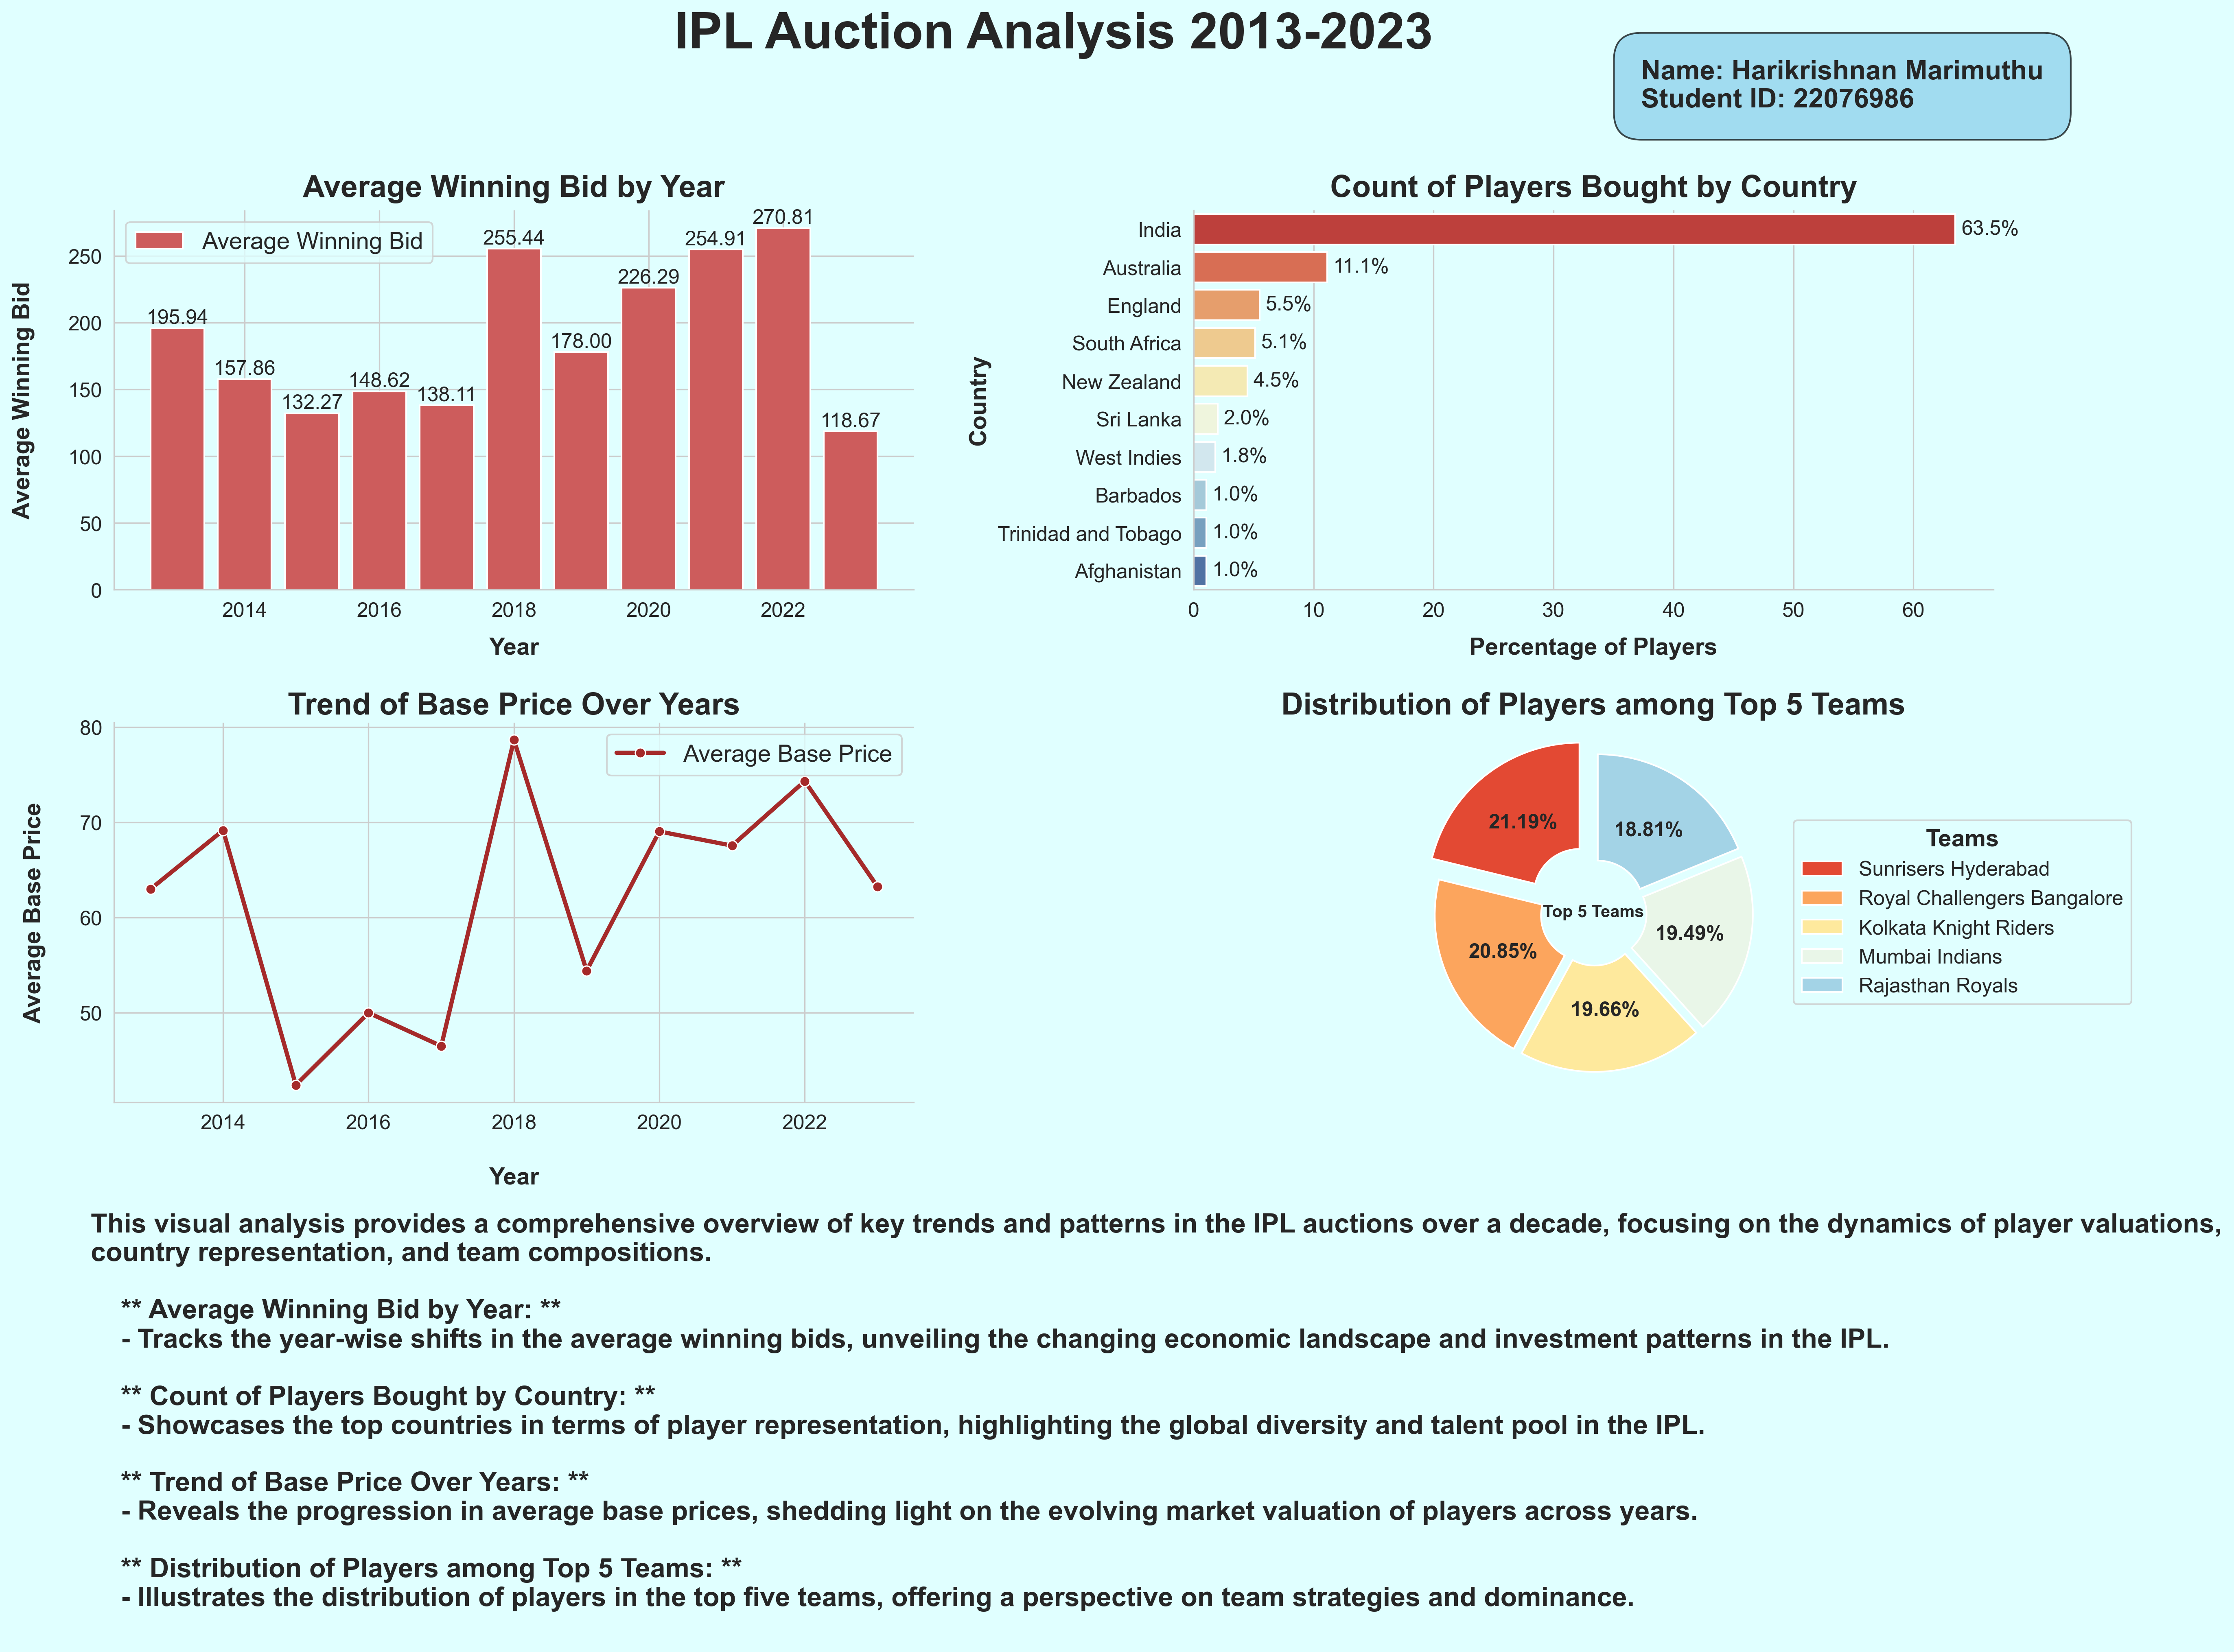 IPL Auction Analysis 2013-2023
Name: Harikrishnan Marimuthu
Student ID: 22076986
Average Winning Bid by Year
Average Winning Bid
Average Winning Bid
250
200
150
100
50
0
195.94
157.86
132.27
148.62
138.11
255.44
178.00
226.29
254.91
270.81
118.67
2014
2016
2018
2020
2022
Year
Count of Players Bought by Country
Country
India
63.5%
Australia
11.1%
England
5.5%
South Africa
5.1%
New Zealand
4.5%
Sri Lanka
2.0%
West Indies
1.8%
Barbados
1.0%
Trinidad and Tobago
1.0%
Afghanistan
1.0%
0
10
20
30
40
50
60
Percentage of Players
Trend of Base Price Over Years
Average Base Price
Average Base Price
80
70
60
50
2014
2016
2018
2020
2022
Year
Distribution of Players among Top 5 Teams
21.19%
18.81%
20.85%
Top 5 Teams
19.49%
19.66%
Teams
Sunrisers Hyderabad
Royal Challengers Bangalore
Kolkata Knight Riders
Mumbai Indians
Rajasthan Royals
This visual analysis provides a comprehensive overview of key trends and patterns in the IPL auctions over a decade, focusing on the dynamics of player valuations,
country representation, and team compositions.
** Average Winning Bid by Year: **
- Tracks the year-wise shifts in the average winning bids, unveiling the changing economic landscape and investment patterns in the IPL.
** Count of Players Bought by Country: **
- Showcases the top countries in terms of player representation, highlighting the global diversity and talent pool in the IPL.
** Trend of Base Price Over Years: **
- Reveals the progression in average base prices, shedding light on the evolving market valuation of players across years.
** Distribution of Players among Top 5 Teams: **
- Illustrates the distribution of players in the top five teams, offering a perspective on team strategies and dominance.